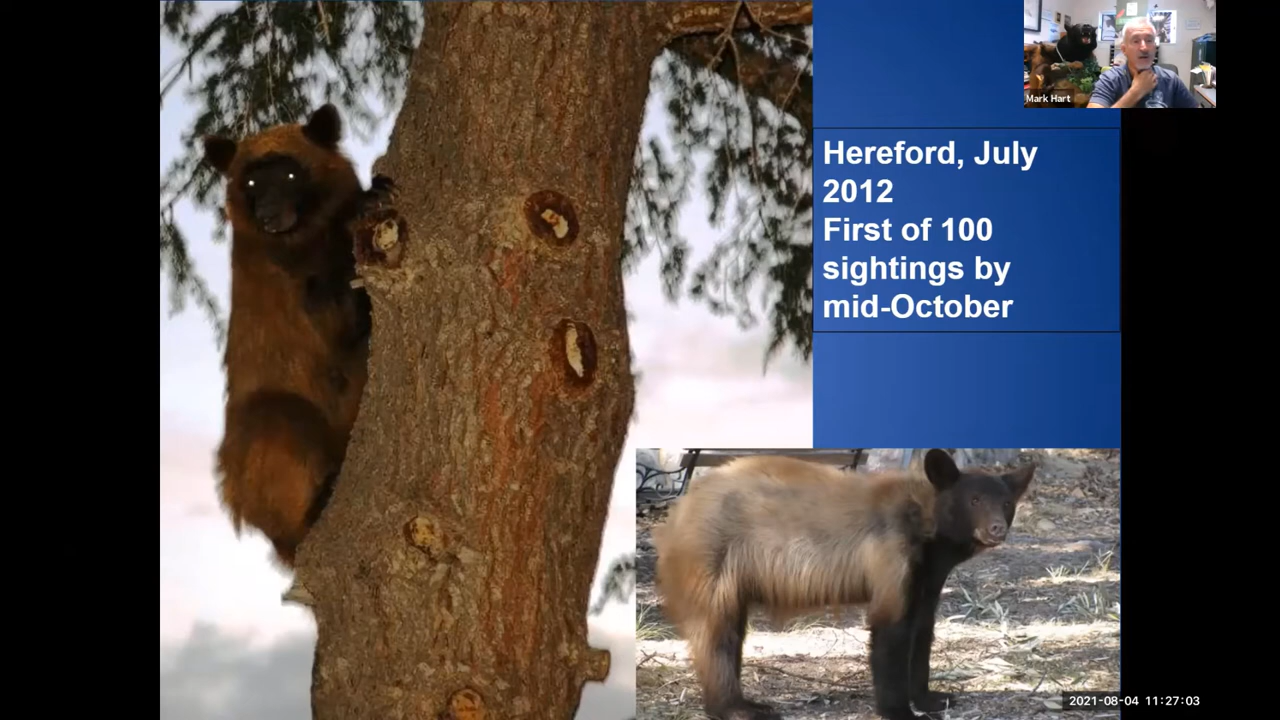 Mark Hart
Hereford, July
2012
First of 100
sightings by
mid-October
2021-08-04 11:27:03